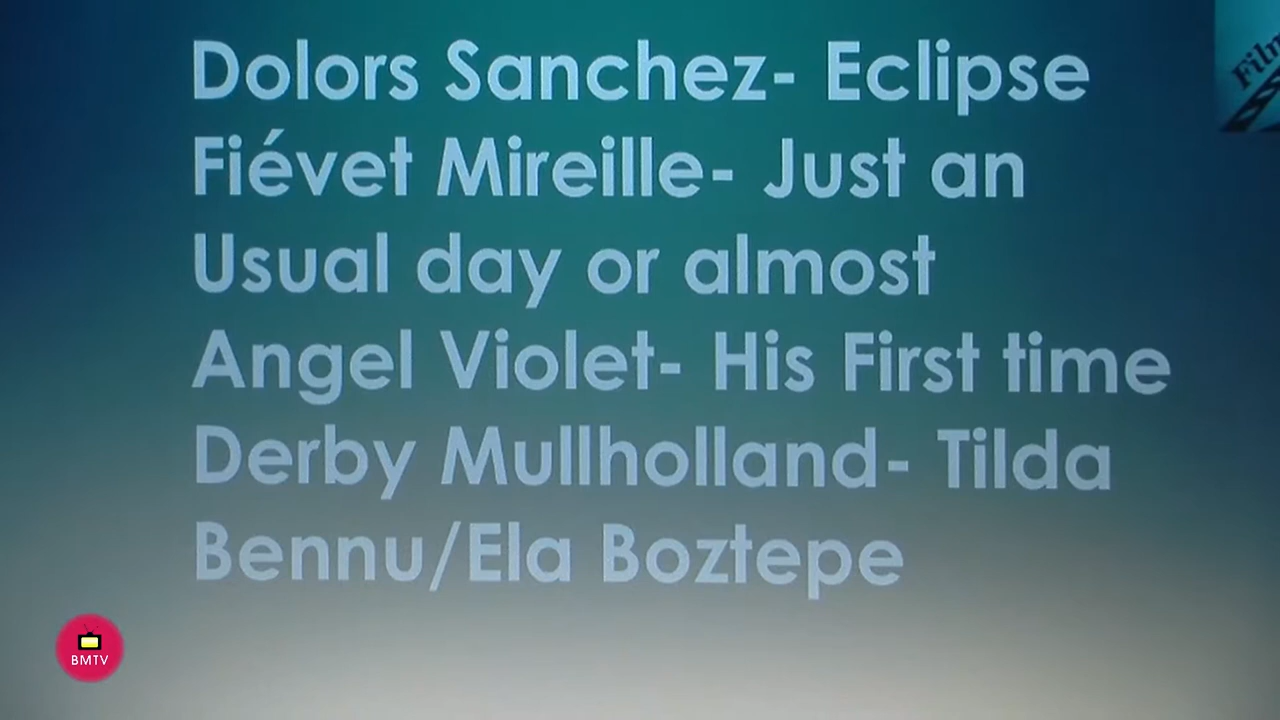 Dolors Sanchez- Eclipse
Fiévet Mireille- Just an
Usual day or almost
Angel Violet- His First time
Derby Mullholland- Tilda
Bennu/Ela Boztepe
BMTV